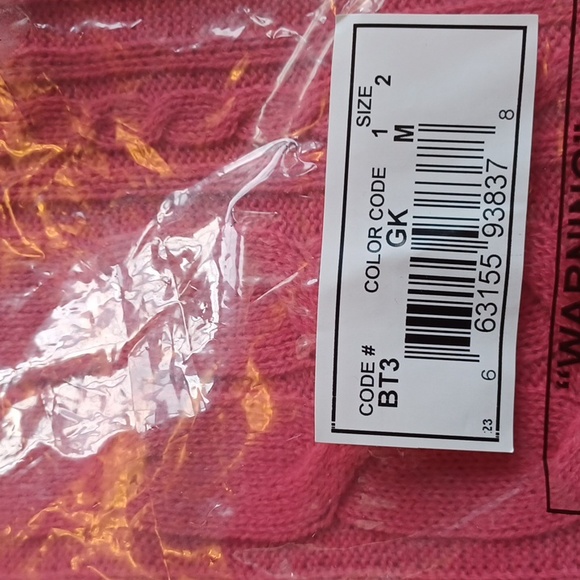 CODE # COLOR CODE 1 SIZE 2
BT3 GK M
6 63155 93837 8
:23
"WARNING